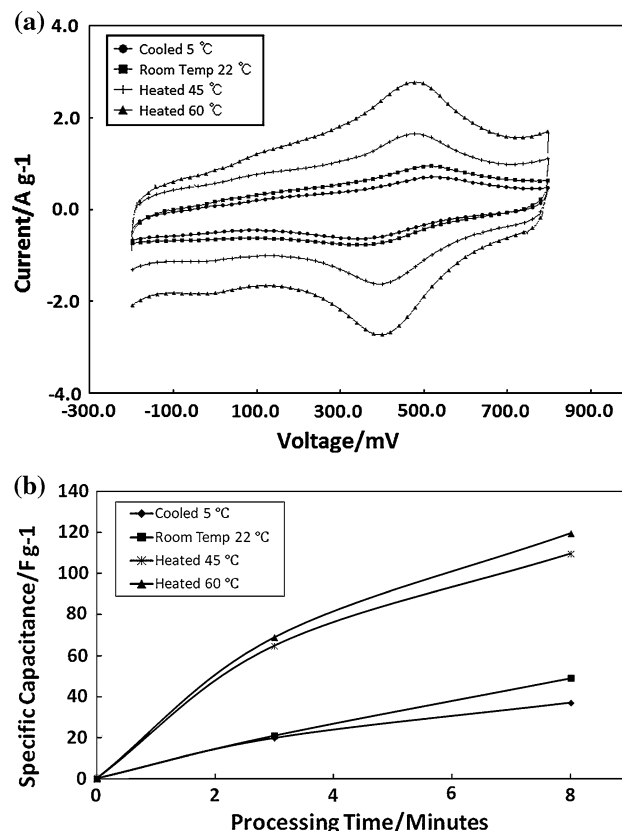 (a)
4.0
2.0
0.0
-2.0
-4.0
Current/A g-1
Cooled 5 ℃
Room Temp 22 ℃
Heated 45 ℃
Heated 60 ℃
-300.0 -100.0 100.0 300.0 500.0 700.0 900.0
Voltage/mV
(b)
140
120
100
80
60
40
20
0
Specific Capacitance/F g-1
Cooled 5 °C
Room Temp 22 °C
Heated 45 °C
Heated 60 °C
0 2 4 6 8
Processing Time/Minutes